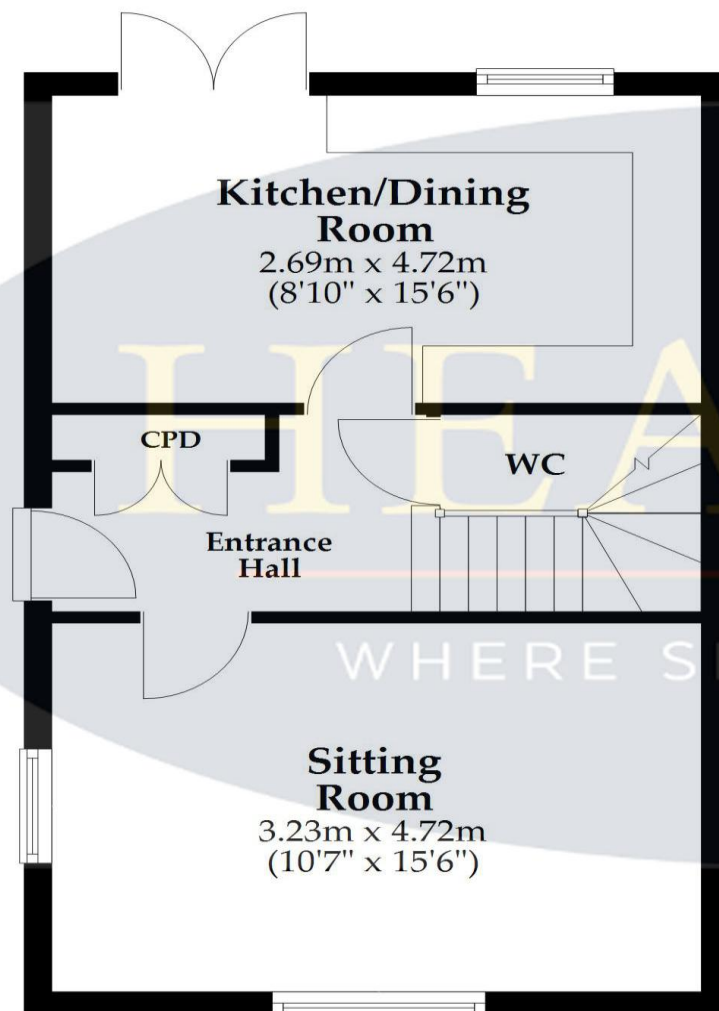 Kitchen/Dining
Room
2.69m x 4.72m
(8'10" x 15'6")
CPD
WC
HEA
Entrance
Hall
WHERE S
Sitting
Room
3.23m x 4.72m
(10'7" x 15'6")